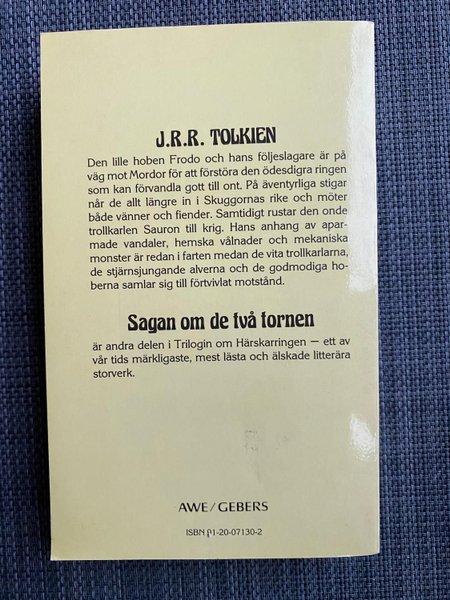 J.R.R. TOLKIEN
Den lille hoben Frodo och hans följeslagare är på
väg mot Mordor för att förstöra den ödesdigra ringen
som kan förvandla gott till ont. På äventyrliga stigar
når de allt längre in i Skuggornas rike och möter
både vänner och fiender. Samtidigt rustar den onde
trollkarlen Sauron till krig. Hans anhang av apar-
made vandaler, hemska vålnader och mekaniska
monster är redan i farten medan de vita trollkarlarna,
de stjärnsjungande alverna och de godmodiga ho-
berna samlar sig till förtvivlat motstånd.
Sagan om de två tornen
är andra delen i Trilogin om Härskarringen — ett av
vår tids märkligaste, mest lästa och älskade litterära
storverk.
AWE/GEBERS
ISBN 91-20-07130-2